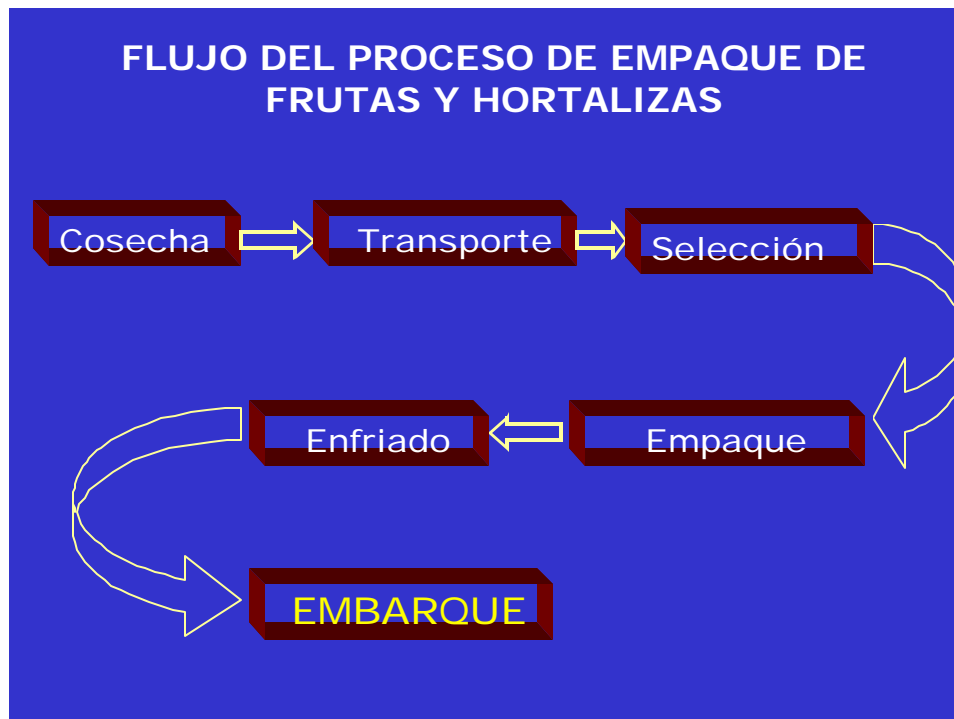 FLUJO DEL PROCESO DE EMPAQUE DE
FRUTAS Y HORTALIZAS
Cosecha
Transporte
Selección
Empaque
Enfriado
EMBARQUE